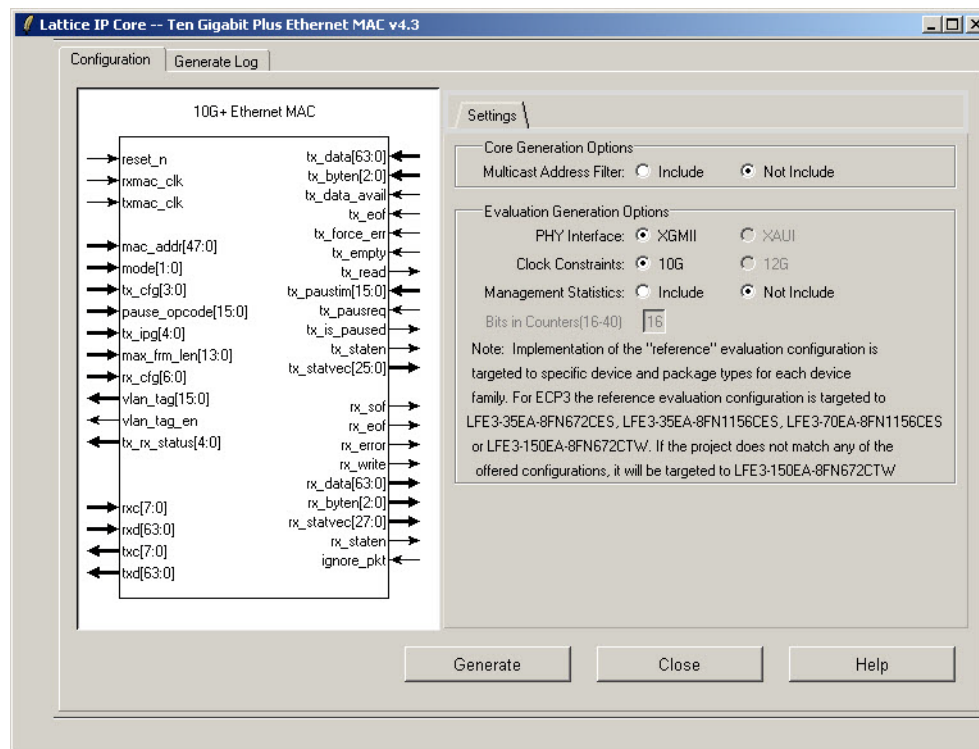 Lattice IP Core -- Ten Gigabit Plus Ethernet MAC v4.3
Configuration
Generate Log
10G+ Ethernet MAC
reset_n
rxmac_clk
txmac_clk
mac_addr[47:0]
mode[1:0]
tx_cfg[3:0]
pause_opcode[15:0]
tx_ipg[4:0]
max_frm_len[13:0]
rx_cfg[6:0]
vlan_tag[15:0]
vlan_tag_en
tx_rx_status[4:0]
rxc[7:0]
rxd[63:0]
txc[7:0]
txd[63:0]
tx_data[63:0]
tx_byten[2:0]
tx_data_avail
tx_eof
tx_force_err
tx_empty
tx_read
tx_paustim[15:0]
tx_pausreq
tx_is_paused
tx_staten
tx_statvec[25:0]
rx_sof
rx_eof
rx_error
rx_write
rx_data[63:0]
rx_byten[2:0]
rx_statvec[27:0]
rx_staten
ignore_pkt
Settings
Core Generation Options
Multicast Address Filter: Include Not Include
Evaluation Generation Options
PHY Interface: XGMII XAUI
Clock Constraints: 10G 12G
Management Statistics: Include Not Include
Bits in Counters(16-40) 16
Note: Implementation of the "reference" evaluation configuration is
targeted to specific device and package types for each device
family. For ECP3 the reference evaluation configuration is targeted to
LFE3-35EA-8FN672CES, LFE3-35EA-8FN1156CES, LFE3-70EA-8FN1156CES
or LFE3-150EA-8FN672CTW. If the project does not match any of the
offered configurations, it will be targeted to LFE3-150EA-8FN672CTW
Generate
Close
Help